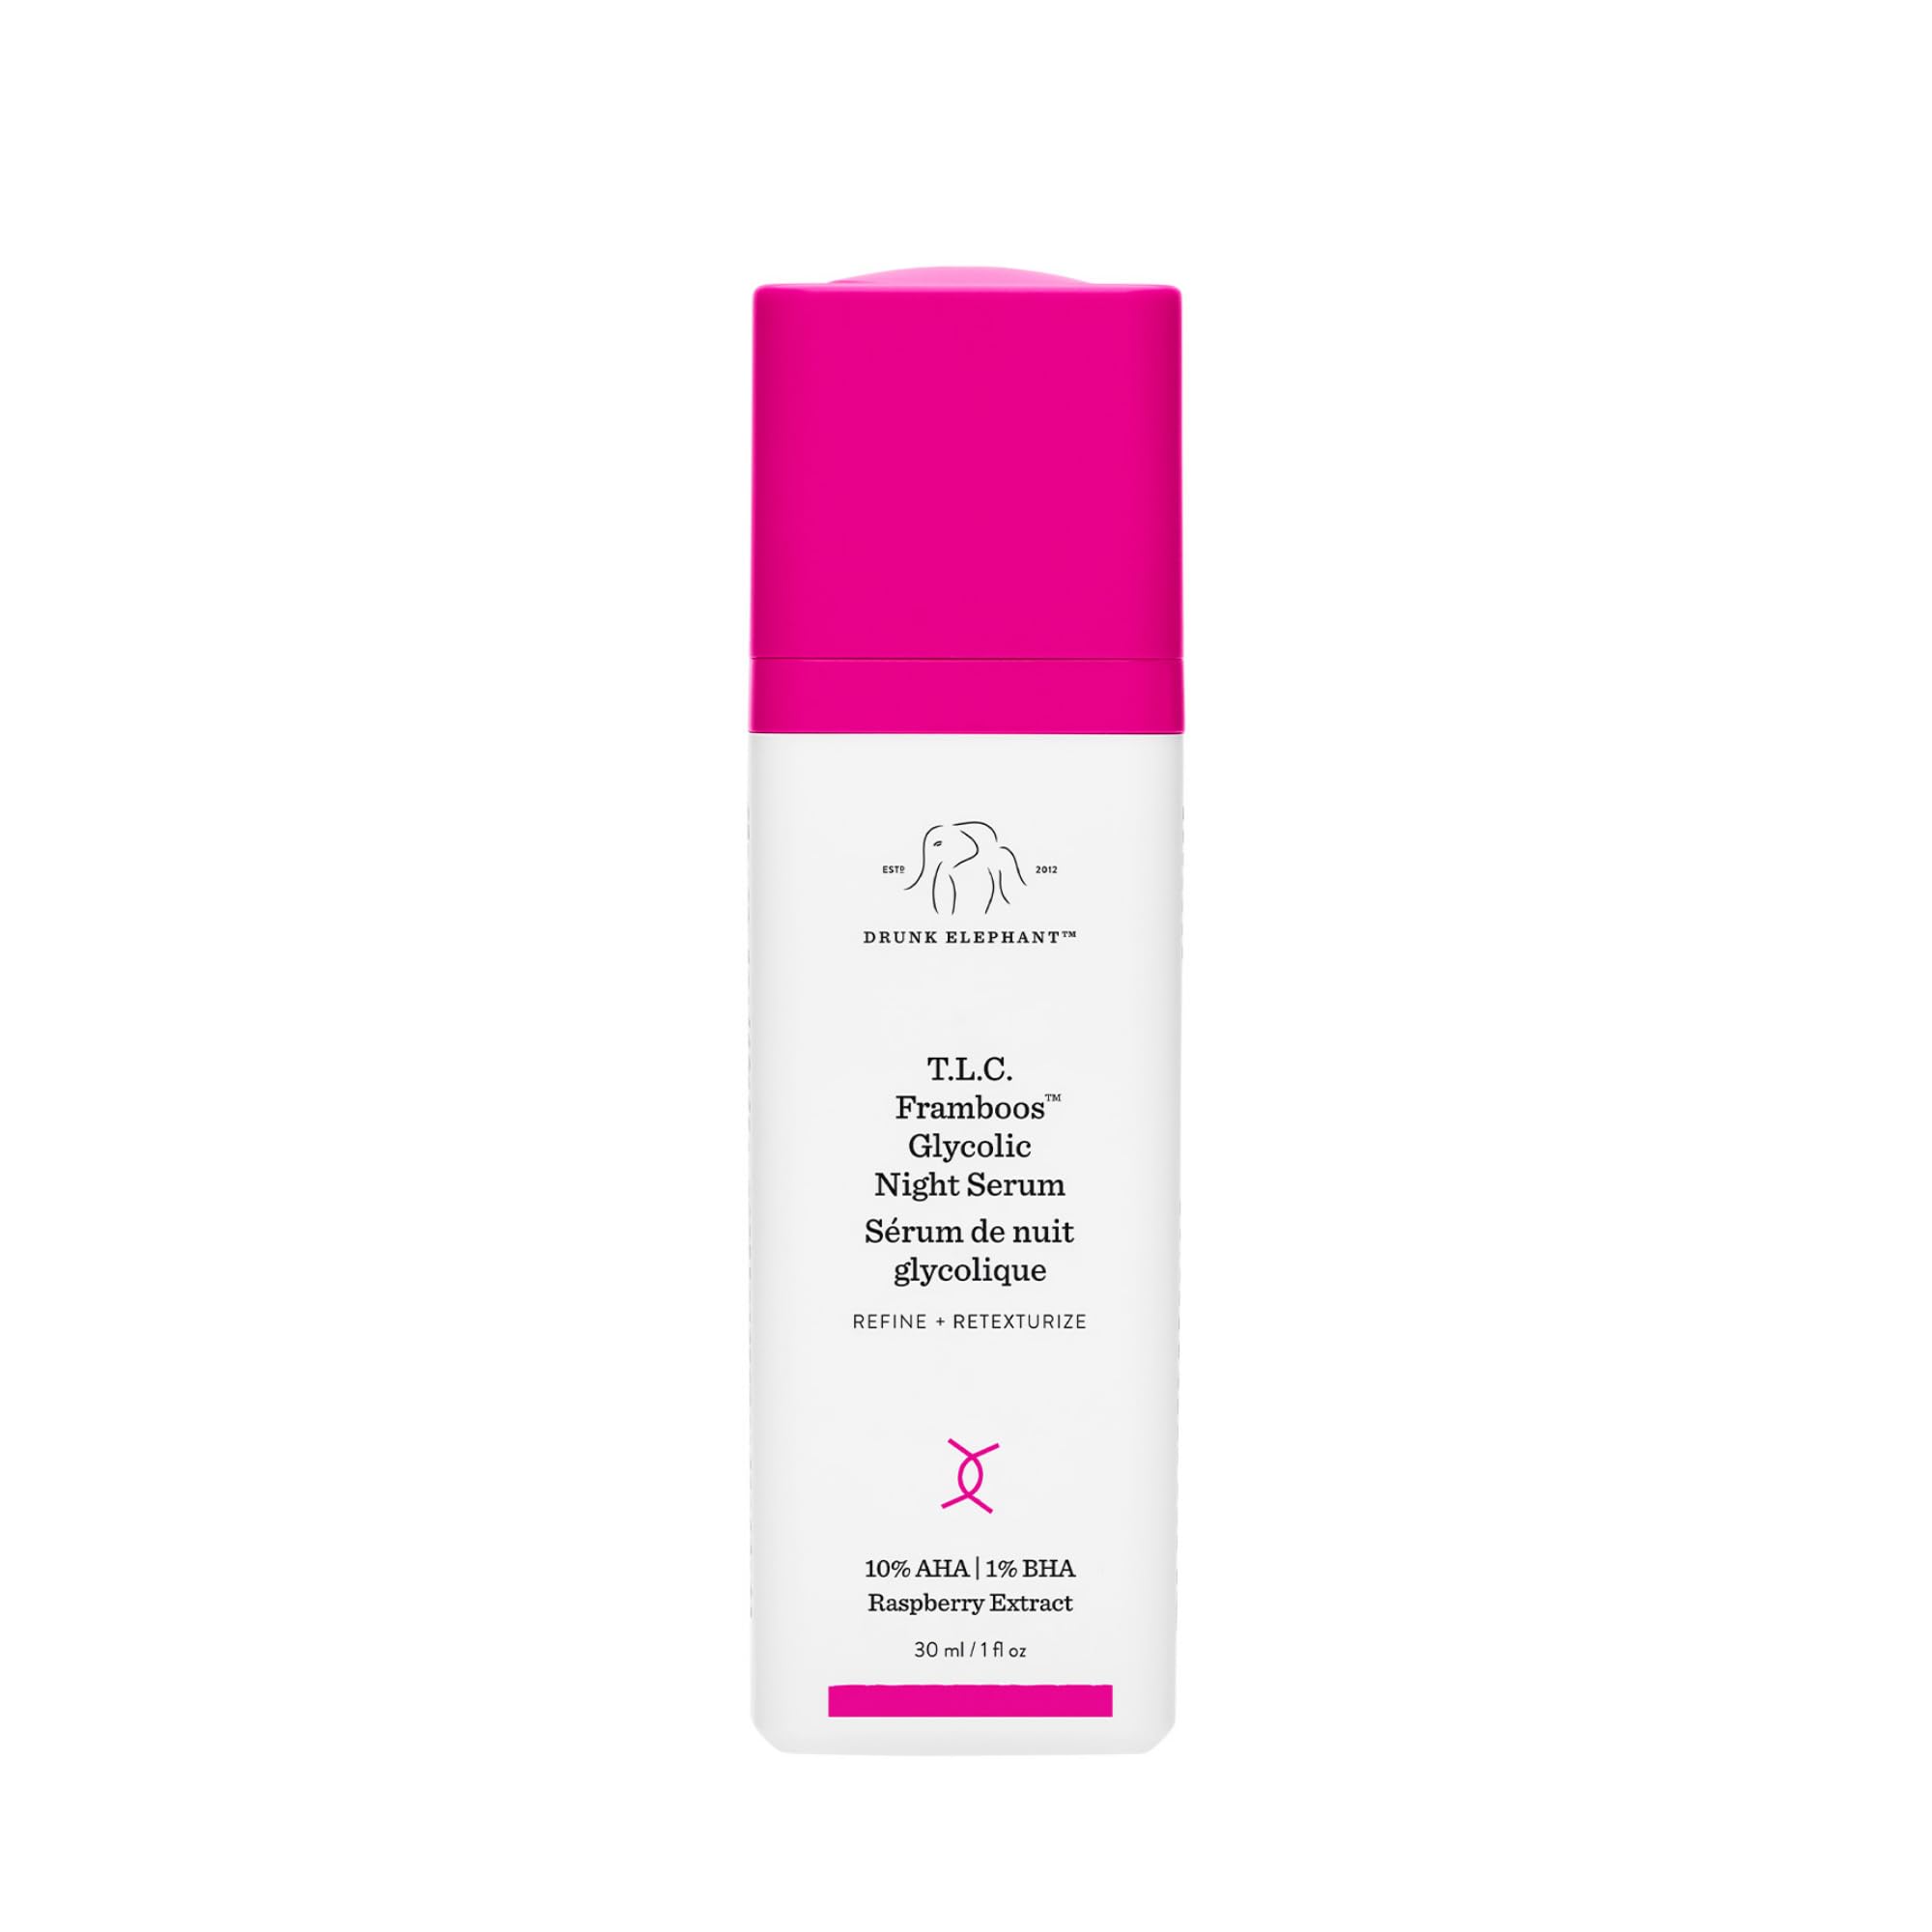 ESTD 2012
DRUNK ELEPHANT™
T.L.C.
Framboos™
Glycolic
Night Serum
Sérum de nuit
glycolique
REFINE + RETEXTURIZE
10% AHA | 1% BHA
Raspberry Extract
30 ml / 1 fl oz